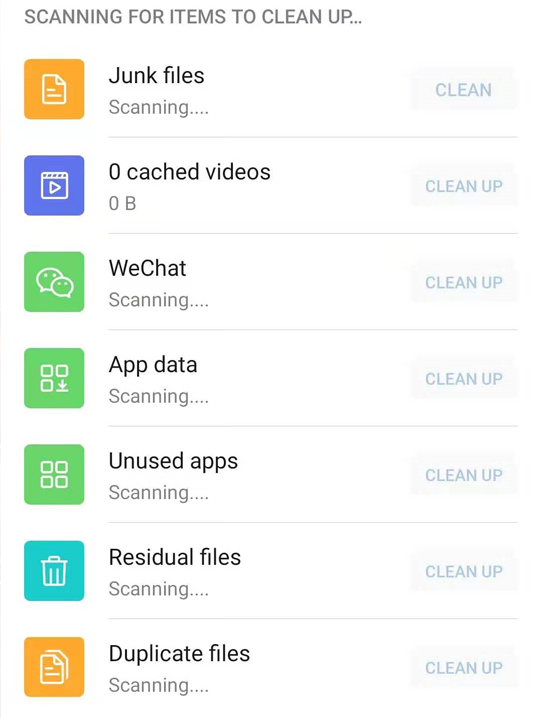 SCANNING FOR ITEMS TO CLEAN UP...
Junk files
Scanning....
CLEAN
0 cached videos
0 B
CLEAN UP
WeChat
Scanning....
CLEAN UP
App data
Scanning....
CLEAN UP
Unused apps
Scanning....
CLEAN UP
Residual files
Scanning....
CLEAN UP
Duplicate files
Scanning....
CLEAN UP